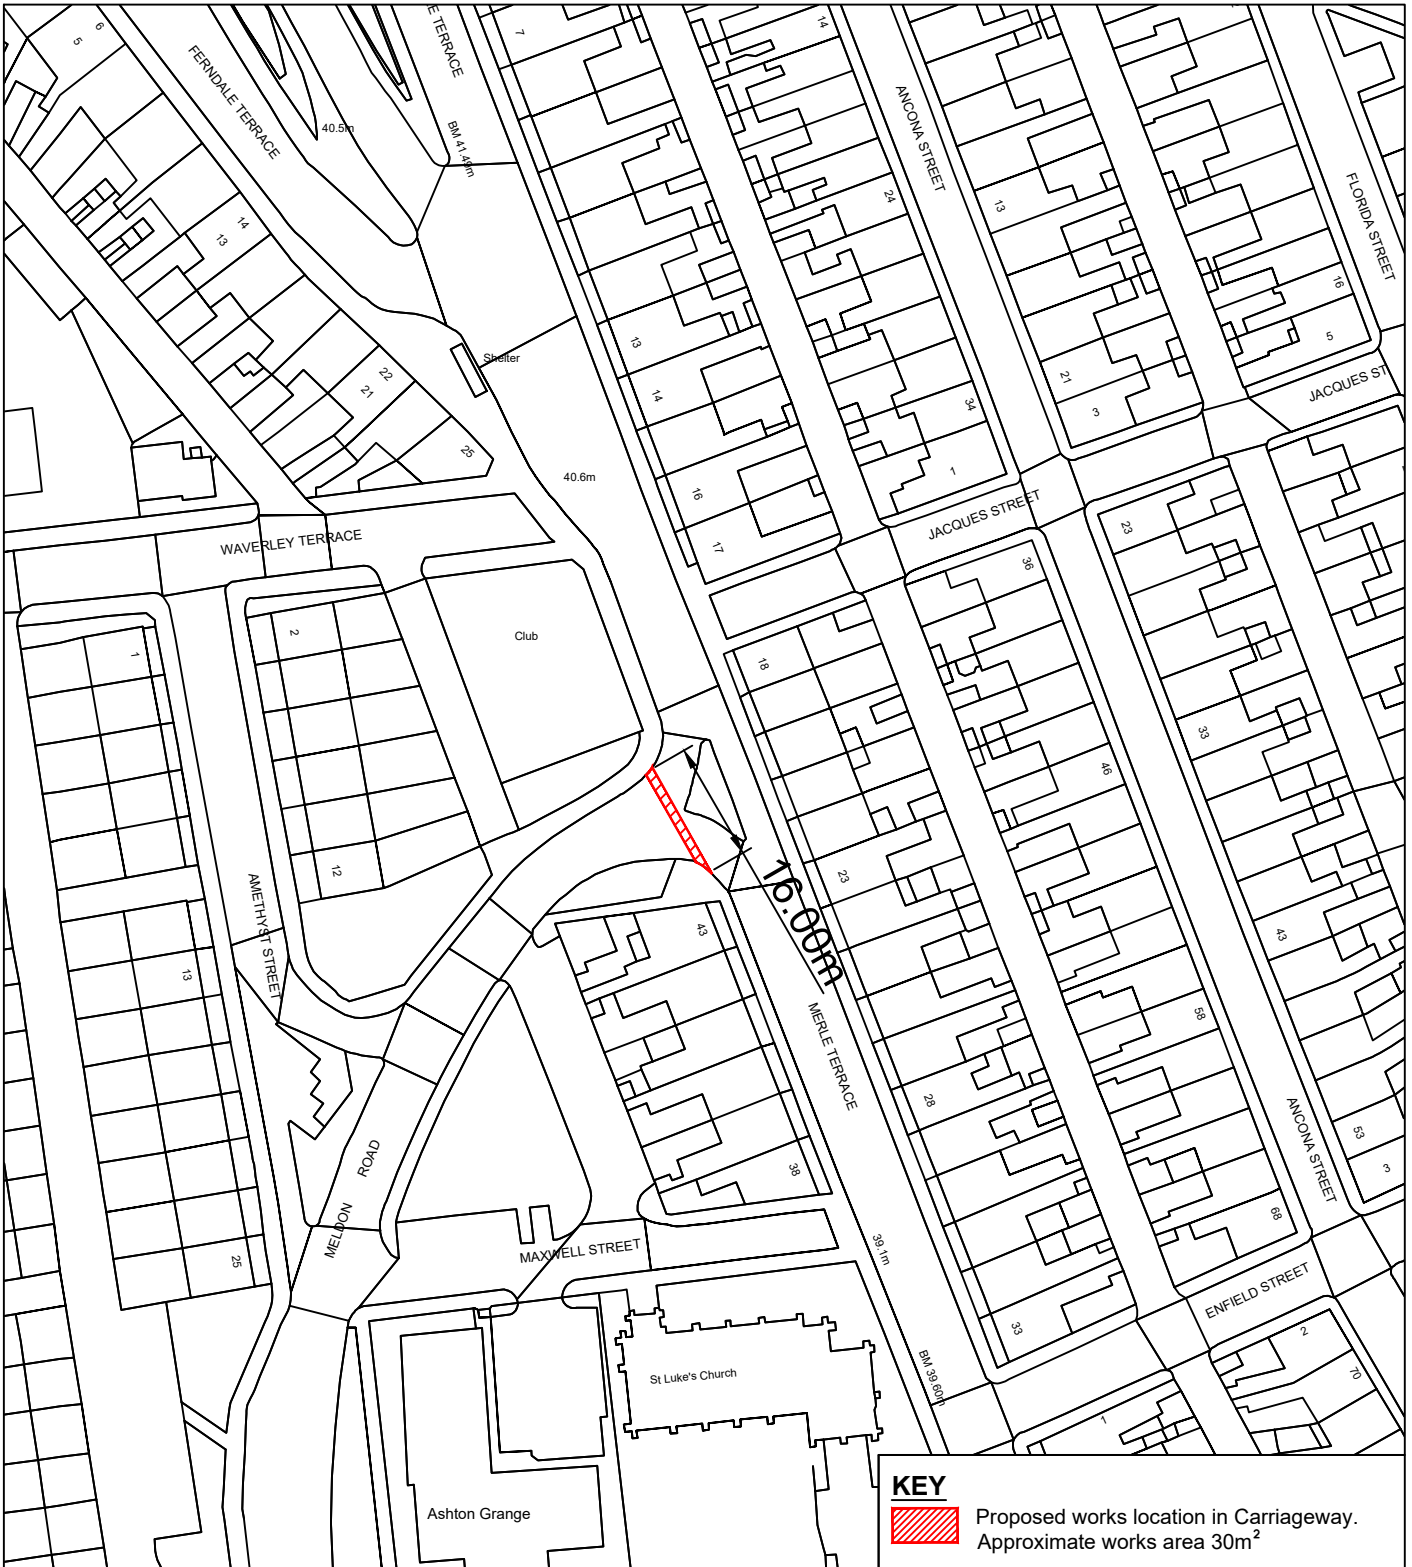 6
5
FERNDALE TERRACE
E TERRACE
7
14
ANCONA STREET
40.5m
BM 41.49m
14
13
24
13
FLORIDA STREET
16
5
13
Shelter
22
21
14
21
3
34
JACQUES ST
25
40.6m
1
16
17
JACQUES STREET
23
WAVERLEY TERRACE
36
2
Club
1
18
33
46
12
23
16.00m
AMETHYST STREET
43
43
13
MERLE TERRACE
58
28
ANCONA STREET
53
3
MELDON ROAD
38
68
MAXWELL STREET
39.1m
25
ENFIELD STREET
33
2
70
St Luke's Church
BM 39.60m
1
Ashton Grange
KEY
Proposed works location in Carriageway.
Approximate works area 30m²